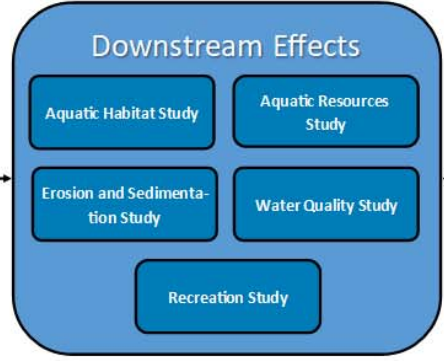 Downstream Effects
Aquatic Habitat Study
Aquatic Resources
Study
Erosion and Sedimenta-
tion Study
Water Quality Study
Recreation Study